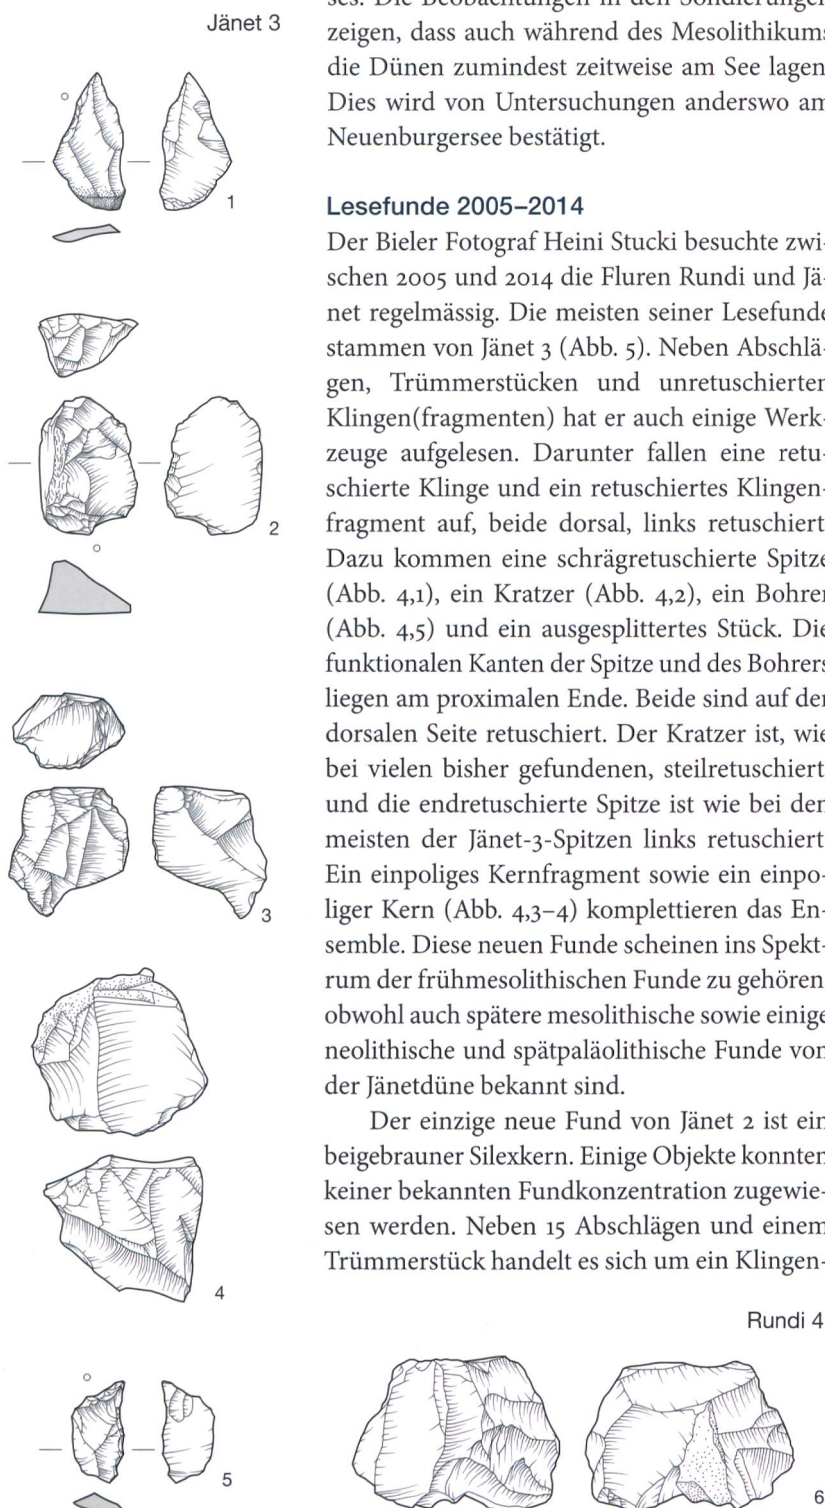 Jänet 3
ses. Die Beobachtungen in den Sondierungen
zeigen, dass auch während des Mesolithikums
die Dünen zumindest zeitweise am See lagen
Dies wird von Untersuchungen anderswo am
Neuenburgersee bestätigt.
Lesefunde 2005–2014
Der Bieler Fotograf Heini Stucki besuchte zwi-
schen 2005 und 2014 die Fluren Rundi und Jä-
net regelmässig. Die meisten seiner Lesefunde
stammen von Jänet 3 (Abb. 5). Neben Abschlä-
gen, Trümmerstücken und unretuschierten
Klingen(fragmenten) hat er auch einige Werk-
zeuge aufgelesen. Darunter fallen eine retu-
schierte Klinge und ein retuschiertes Klingen-
fragment auf, beide dorsal, links retuschiert
Dazu kommen eine schrägretuschierte Spitze
(Abb. 4,1), ein Kratzer (Abb. 4,2), ein Bohrer
(Abb. 4,5) und ein ausgesplittertes Stück. Die
funktionalen Kanten der Spitze und des Bohrers
liegen am proximalen Ende. Beide sind auf der
dorsalen Seite retuschiert. Der Kratzer ist, wie
bei vielen bisher gefundenen, steilretuschiert
und die endretuschierte Spitze ist wie bei den
meisten der Jänet-3-Spitzen links retuschiert
Ein einpoliges Kernfragment sowie ein einpo-
liger Kern (Abb. 4,3–4) komplettieren das En-
semble. Diese neuen Funde scheinen ins Spekt-
rum der frühmesolithischen Funde zu gehören
obwohl auch spätere mesolithische sowie einige
neolithische und spätpaläolithische Funde von
der Jänetdüne bekannt sind.
Der einzige neue Fund von Jänet 2 ist ein
beigebrauner Silexkern. Einige Objekte konnten
keiner bekannten Fundkonzentration zugewie-
sen werden. Neben 15 Abschlägen und einem
Trümmerstück handelt es sich um ein Klingen-
1
2
3
4
5
Rundi 4
6